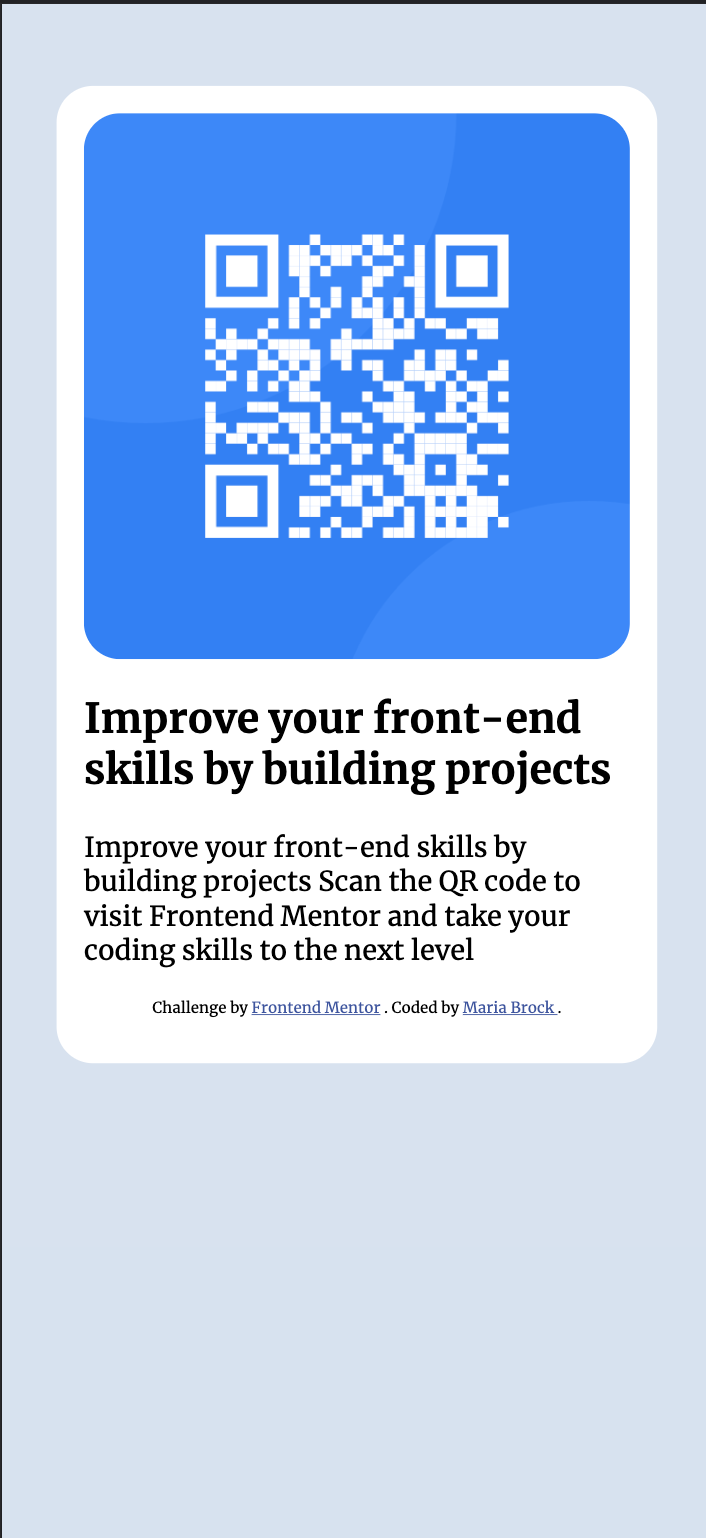 Improve your front-end
skills by building projects
Improve your front-end skills by
building projects Scan the QR code to
visit Frontend Mentor and take your
coding skills to the next level
Challenge by Frontend Mentor . Coded by Maria Brock .